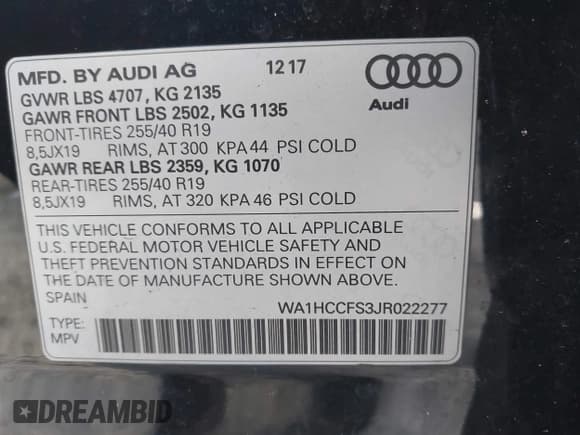 MFD. BY AUDI AG 12 17
GVWR LBS 4707, KG 2135
GAWR FRONT LBS 2502, KG 1135
FRONT-TIRES 255/40 R19
8,5JX19 RIMS, AT 300 KPA 44 PSI COLD
GAWR REAR LBS 2359, KG 1070
REAR-TIRES 255/40 R19
8,5JX19 RIMS, AT 320 KPA 46 PSI COLD
Audi
THIS VEHICLE CONFORMS TO ALL APPLICABLE
U.S. FEDERAL MOTOR VEHICLE SAFETY AND
THEFT PREVENTION STANDARDS IN EFFECT ON
THE DATE OF MANUFACTURE SHOWN ABOVE.
SPAIN
WA1HCCFS3JR022277
TYPE:
MPV
DREAMBID